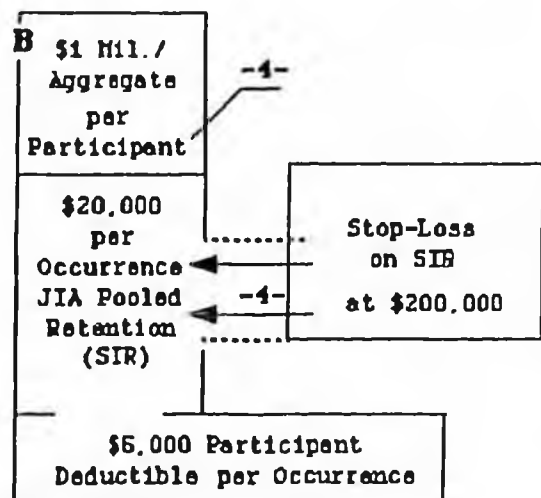 B
$1 Mil./
Aggregate
per
Participant
-4-
$20,000
per
Occurrence
JIA Pooled
Retention
(SIR)
-4-
Stop-Loss
on SIR
at $200,000
$5,000 Participant
Deductible per Occurrence